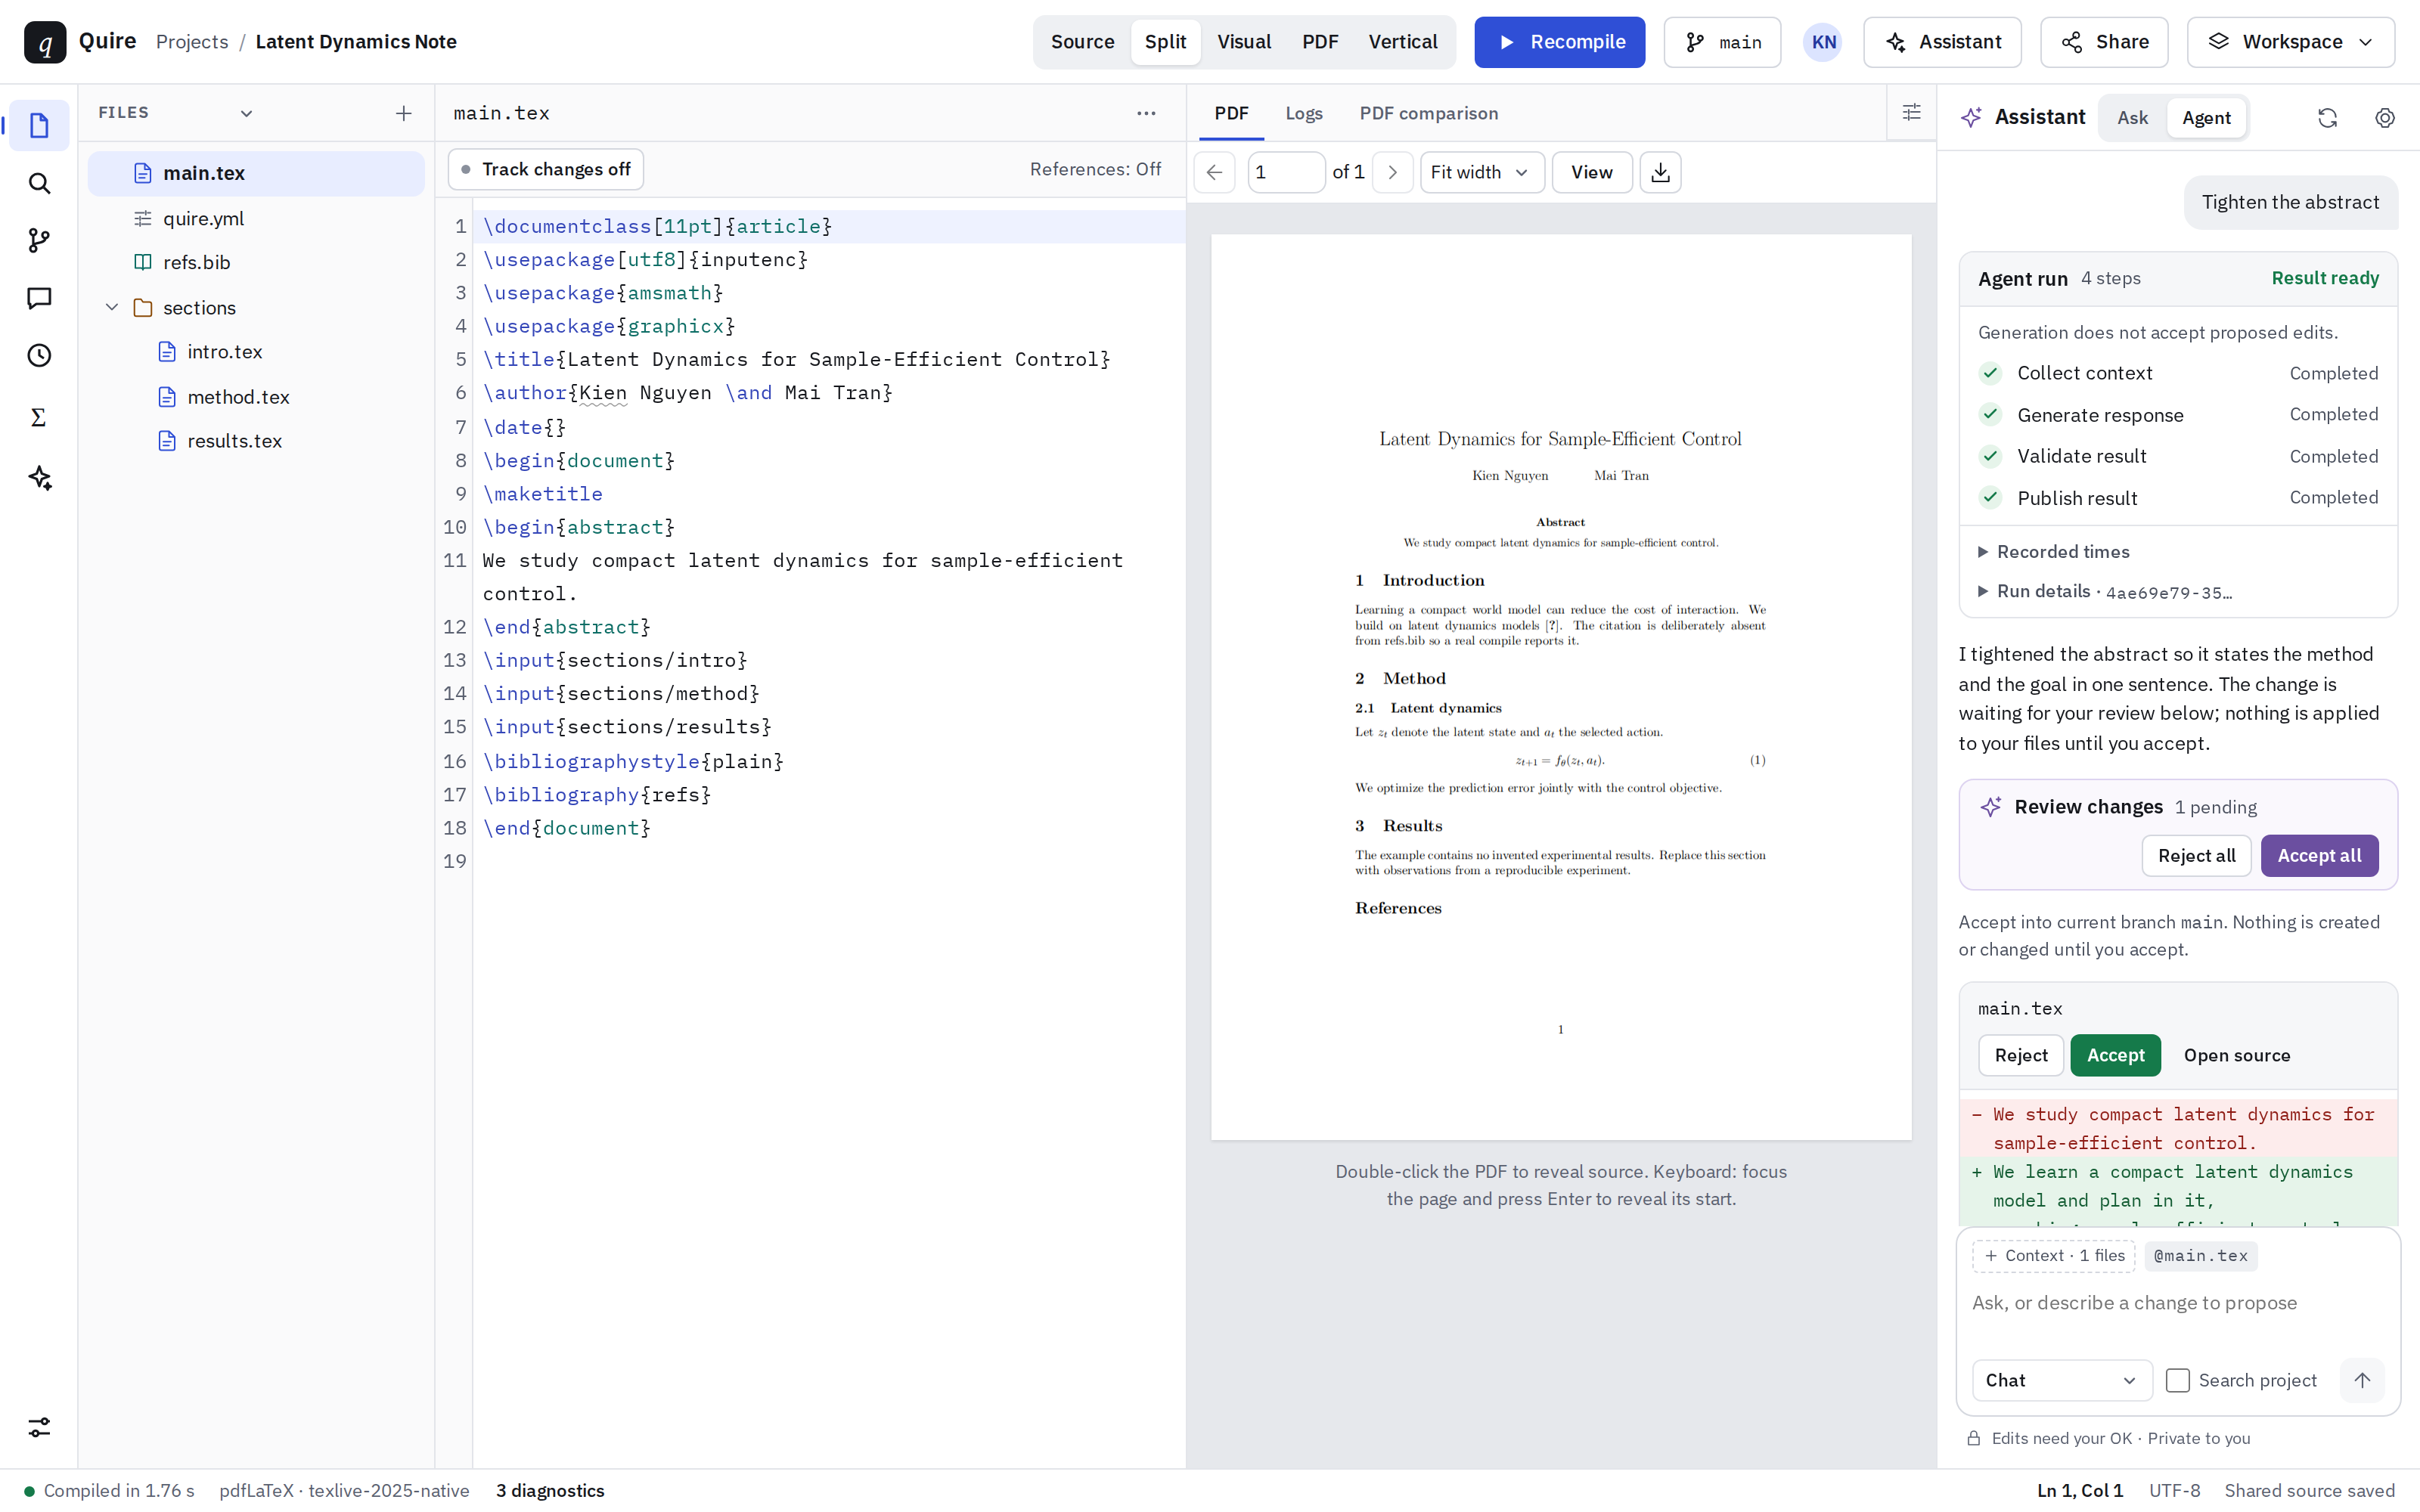 q Quire Projects / Latent Dynamics Note
Source Split Visual PDF Vertical Recompile main KN Assistant Share Workspace
FILES
main.tex
quire.yml
refs.bib
sections
intro.tex
method.tex
results.tex
Σ
main.tex
Track changes off References: Off
1 \documentclass[11pt]{article}
2 \usepackage[utf8]{inputenc}
3 \usepackage{amsmath}
4 \usepackage{graphicx}
5 \title{Latent Dynamics for Sample-Efficient Control}
6 \author{Kien Nguyen \and Mai Tran}
7 \date{}
8 \begin{document}
9 \maketitle
10 \begin{abstract}
11 We study compact latent dynamics for sample-efficient
control.
12 \end{abstract}
13 \input{sections/intro}
14 \input{sections/method}
15 \input{sections/results}
16 \bibliographystyle{plain}
17 \bibliography{refs}
18 \end{document}
19
PDF Logs PDF comparison
1 of 1 Fit width View
Latent Dynamics for Sample-Efficient Control
Kien Nguyen Mai Tran
Abstract
We study compact latent dynamics for sample-efficient control.
1 Introduction
Learning a compact world model can reduce the cost of interaction. We
build on latent dynamics models [?]. The citation is deliberately absent
from refs.bib so a real compile reports it.
2 Method
2.1 Latent dynamics
Let zₜ denote the latent state and aₜ the selected action.
zₜ₊₁ = f_θ(zₜ, aₜ). (1)
We optimize the prediction error jointly with the control objective.
3 Results
The example contains no invented experimental results. Replace this section
with observations from a reproducible experiment.
References
1
Double-click the PDF to reveal source. Keyboard: focus
the page and press Enter to reveal its start.
Assistant Ask Agent
Tighten the abstract
Agent run 4 steps Result ready
Generation does not accept proposed edits.
Collect context Completed
Generate response Completed
Validate result Completed
Publish result Completed
Recorded times
Run details · 4ae69e79-35…
I tightened the abstract so it states the method
and the goal in one sentence. The change is
waiting for your review below; nothing is applied
to your files until you accept.
Review changes 1 pending
Reject all Accept all
Accept into current branch main. Nothing is created
or changed until you accept.
main.tex
Reject Accept Open source
− We study compact latent dynamics for
sample-efficient control.
+ We learn a compact latent dynamics
model and plan in it,
+ Context · 1 files @main.tex
Ask, or describe a change to propose
Chat Search project
Edits need your OK · Private to you
Compiled in 1.76 s pdfLaTeX · texlive-2025-native 3 diagnostics
Ln 1, Col 1 UTF-8 Shared source saved